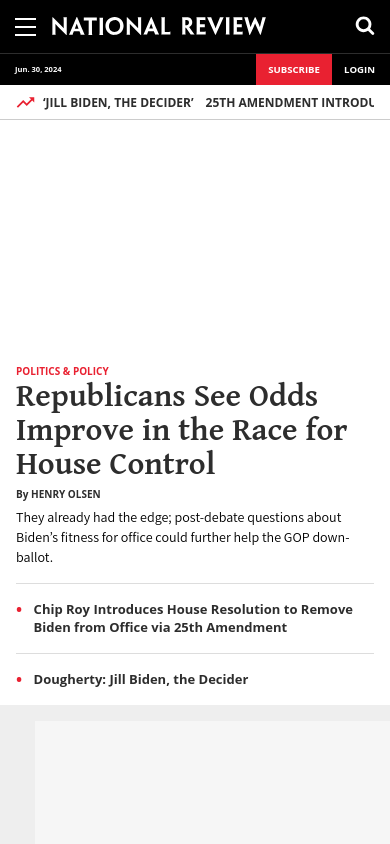 NATIONAL REVIEW
Jun. 30, 2024
SUBSCRIBE
LOGIN
‘JILL BIDEN, THE DECIDER’ 25TH AMENDMENT INTRODU
POLITICS & POLICY
Republicans See Odds
Improve in the Race for
House Control
By HENRY OLSEN
They already had the edge; post-debate questions about
Biden’s fitness for office could further help the GOP down-
ballot.
Chip Roy Introduces House Resolution to Remove
Biden from Office via 25th Amendment
Dougherty: Jill Biden, the Decider